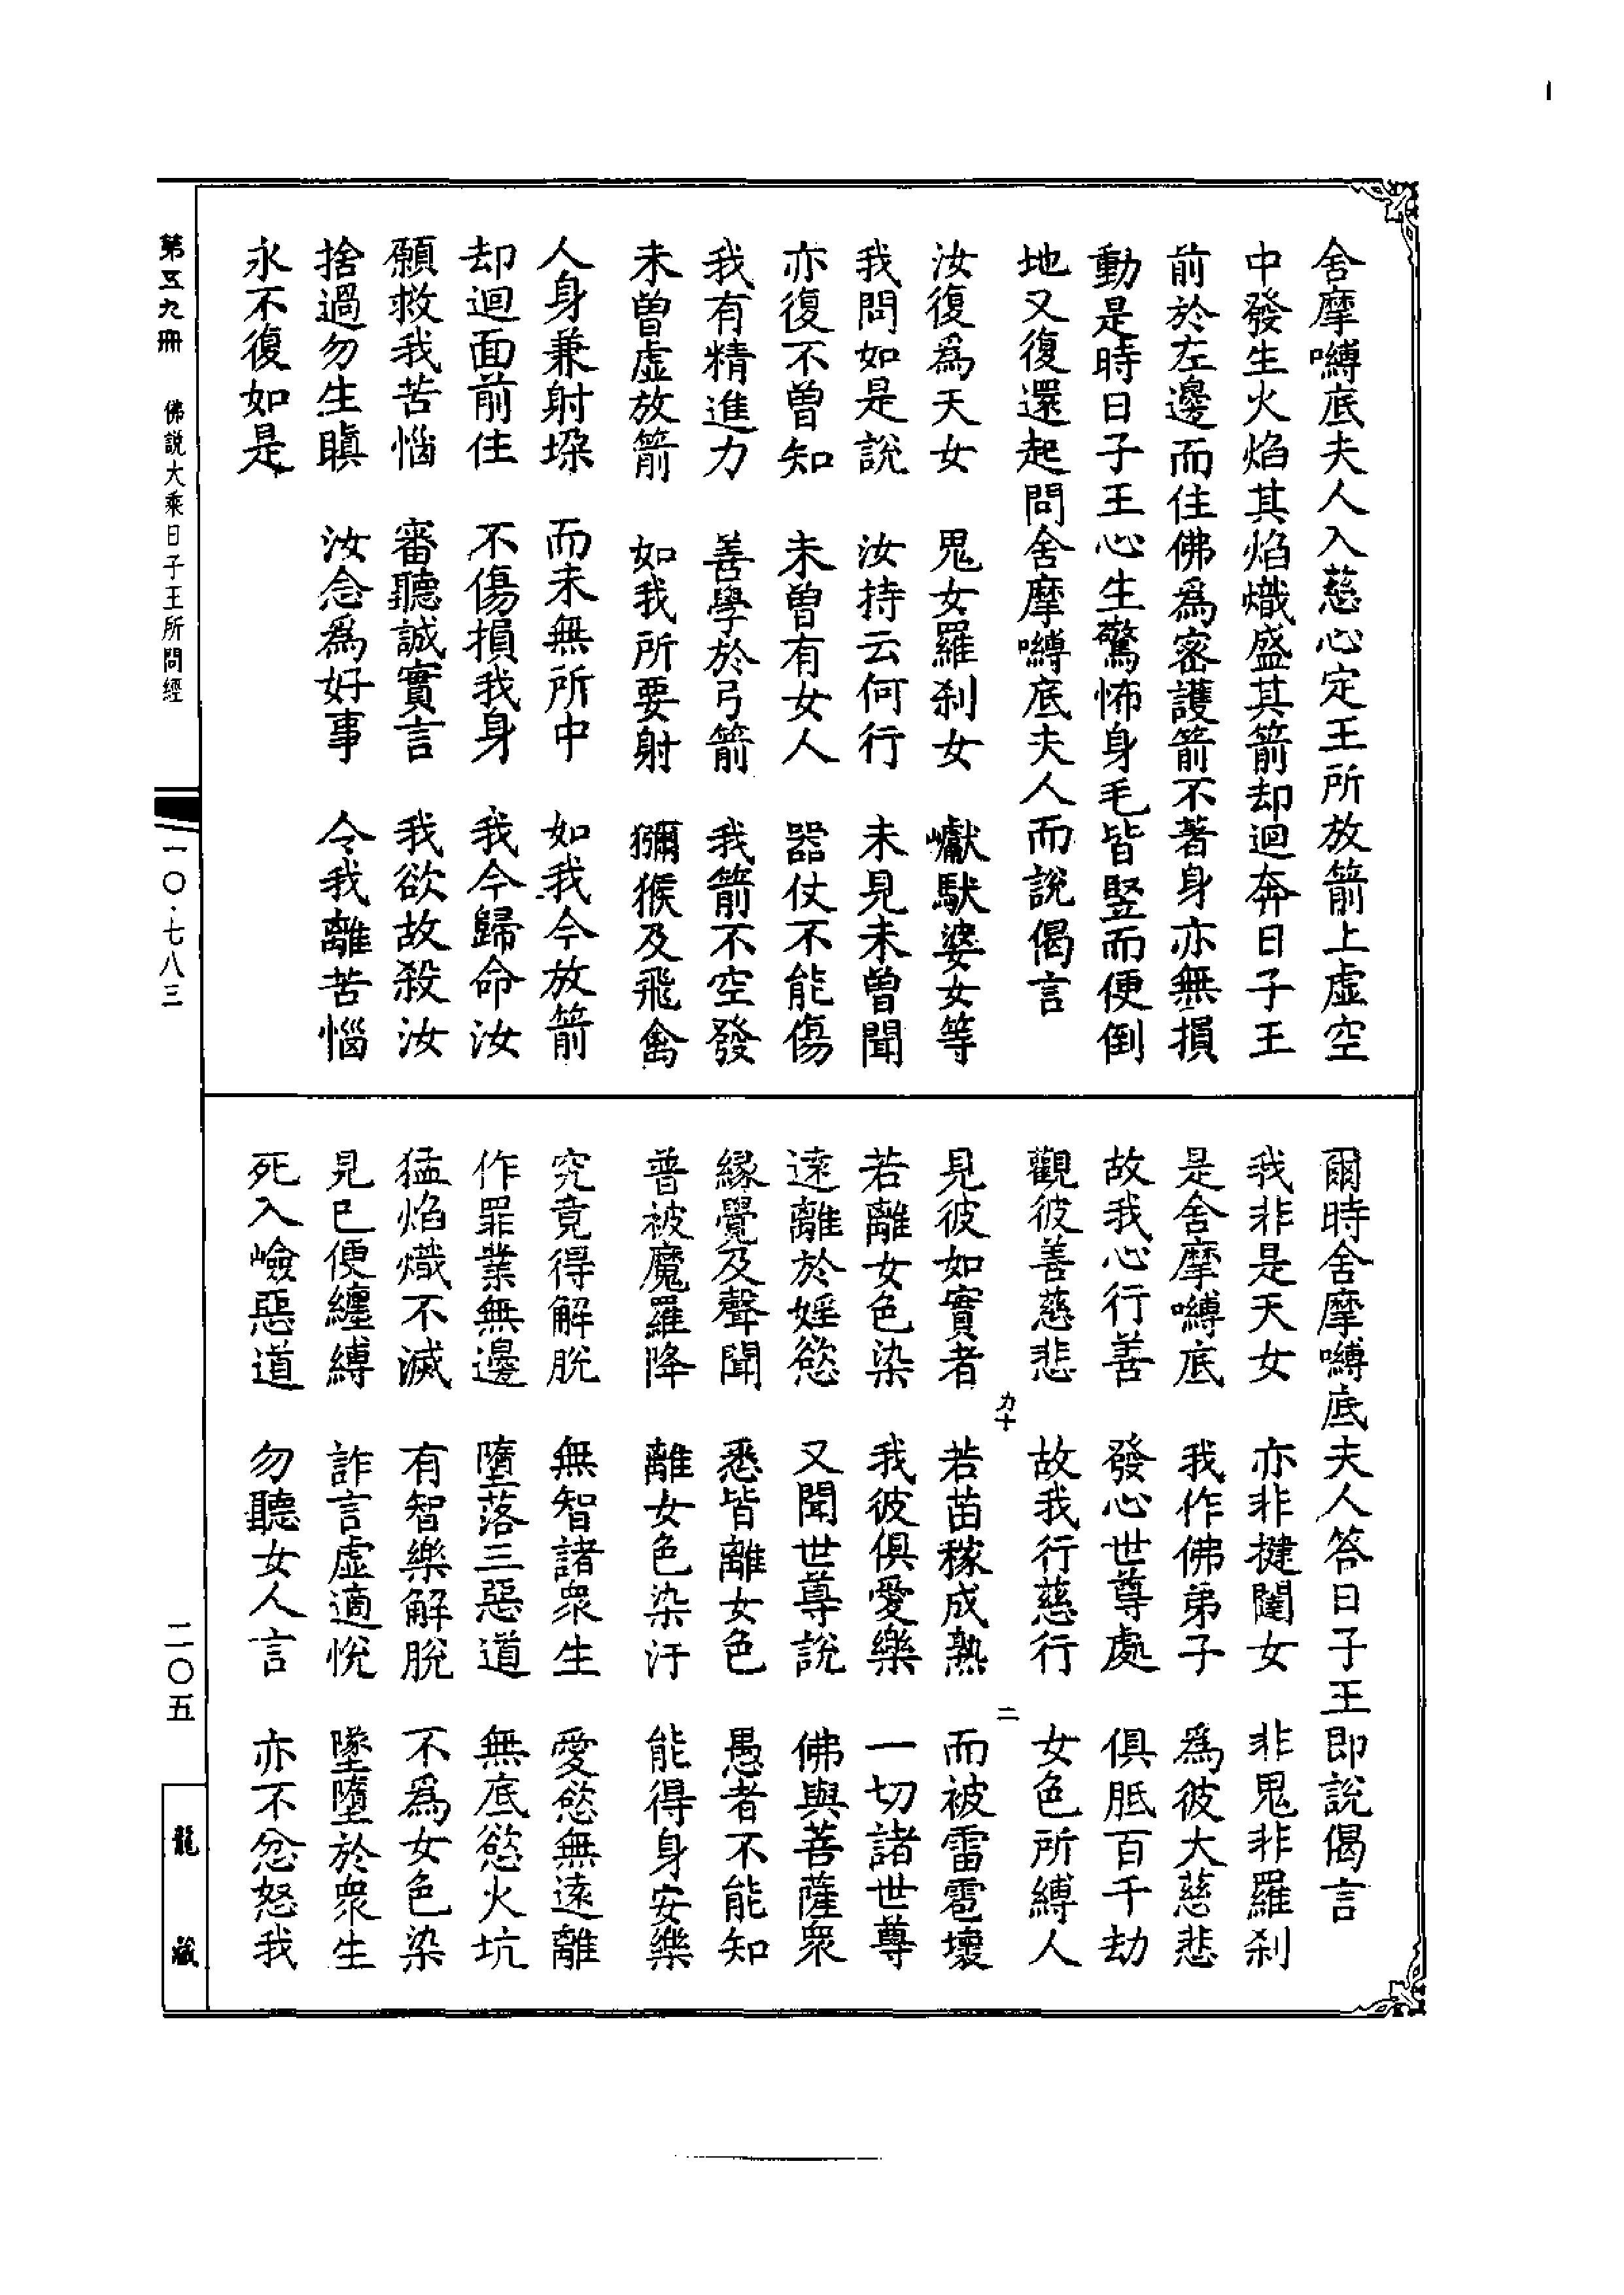 舍摩嚩底夫人入慈心定王所放箭上虛空
中發生火焰其焰熾盛其箭却迴奔日子王
前於左邊而住佛爲密護箭不著身亦無損
動是時日子王心生驚怖身毛皆竪而便倒
地又復還起問舍摩嚩底夫人而說偈言
汝復爲天女　鬼女羅刹女　巘馱婆女等
我問如是說　汝持云何行　未見未曾聞
亦復不曾知　未曾有女人　器仗不能傷
我有精進力　善學於弓箭　我箭不空發
未曾虛放箭　如我所要射　獼猴及飛禽
人身兼射垜　而未無所中　如我今放箭
却迴面前住　不傷損我身　我今歸命汝
願救我苦惱　審聽誠實言　我欲故殺汝
捨過勿生瞋　汝念爲好事　令我離苦惱
永不復如是
爾時舍摩嚩底夫人答日子王即說偈言
我非是天女　亦非揵闥女　非鬼非羅刹
是舍摩嚩底　我作佛弟子　爲彼大慈悲
故我心行善　發心世尊處　俱胝百千劫
觀彼善慈悲　故我行慈行　女色所縛人
力十　二
見彼如實者　若苗稼成熟　而被雷雹壞
若離女色染　我彼俱愛樂　一切諸世尊
遠離於婬慾　又聞世尊說　佛與菩薩衆
緣覺及聲聞　悉皆離女色　愚者不能知
普被魔羅降　離女色染汙　能得身安樂
究竟得解脫　無智諸衆生　愛慾無遠離
作罪業無邊　墮落三惡道　無底慾火坑
猛焰熾不滅　有智樂解脫　不爲女色染
見已便纏縛　詐言虛適悅　墜墮於衆生
死入嶮惡道　勿聽女人言　亦不忿怒我
第五九冊　佛說大乘日子王所問經
一〇·七八三
二〇五
龍藏